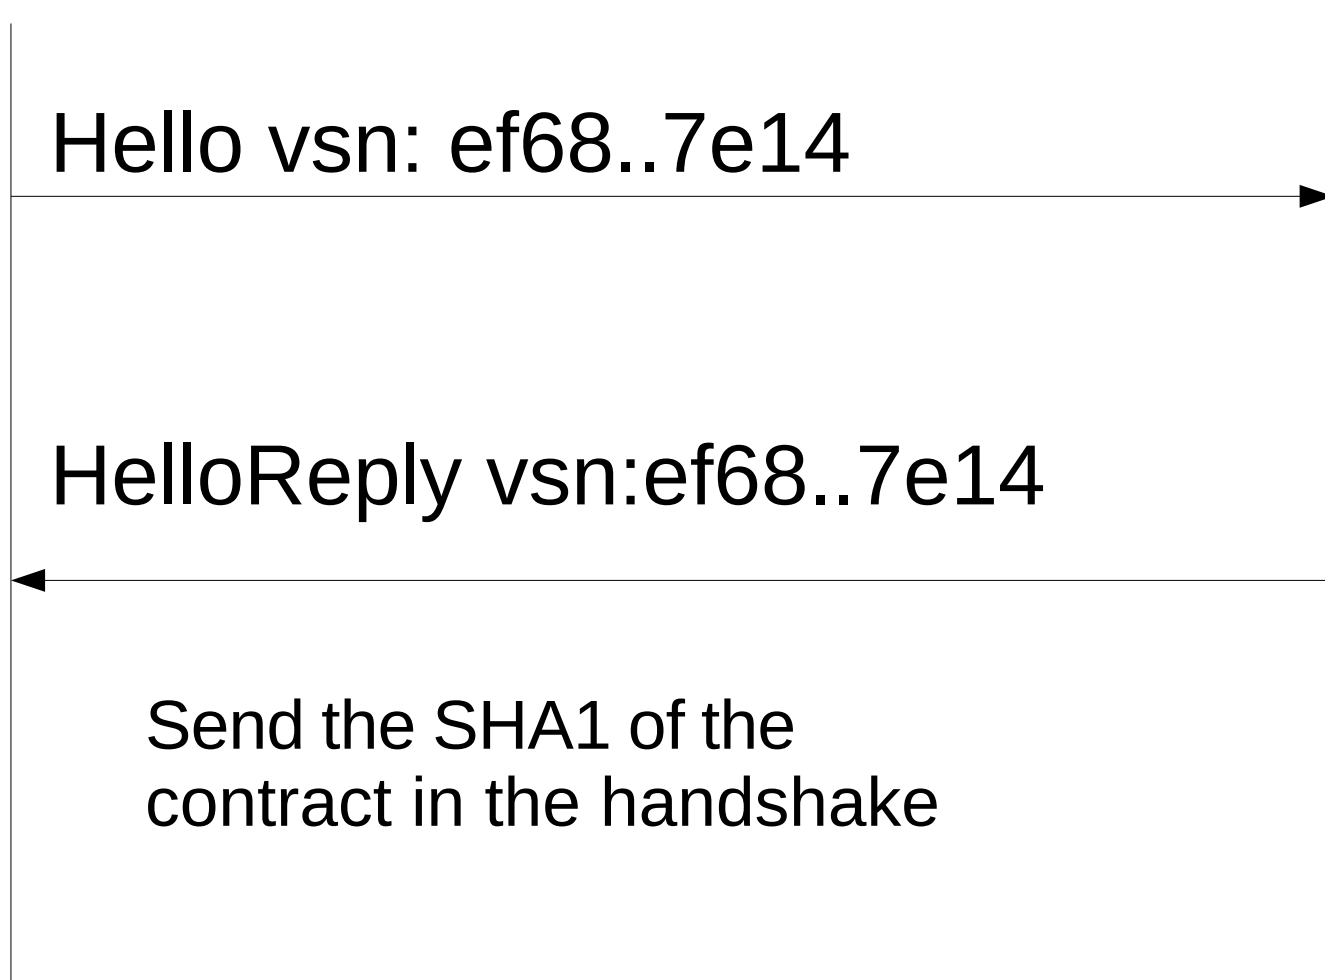 Hello vsn: ef68..7e14
HelloReply vsn:ef68..7e14
Send the SHA1 of the
contract in the handshake